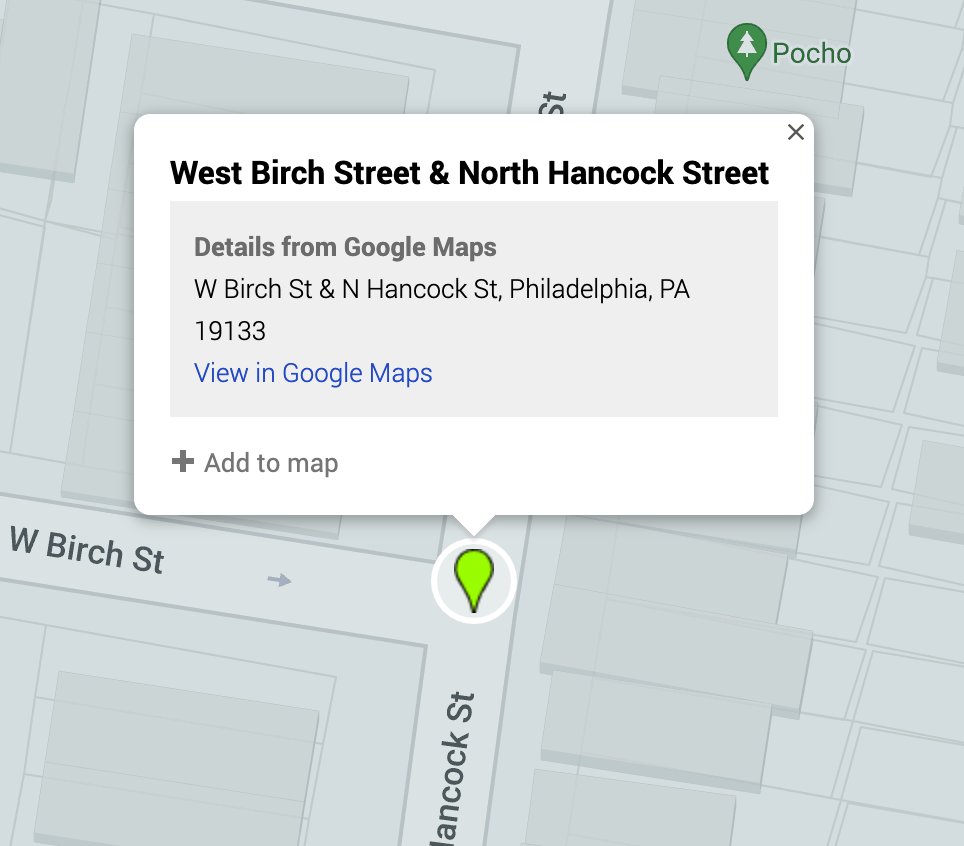 Pocho
St
West Birch Street & North Hancock Street
Details from Google Maps
W Birch St & N Hancock St, Philadelphia, PA
19133
View in Google Maps
Add to map
W Birch St
Hancock St